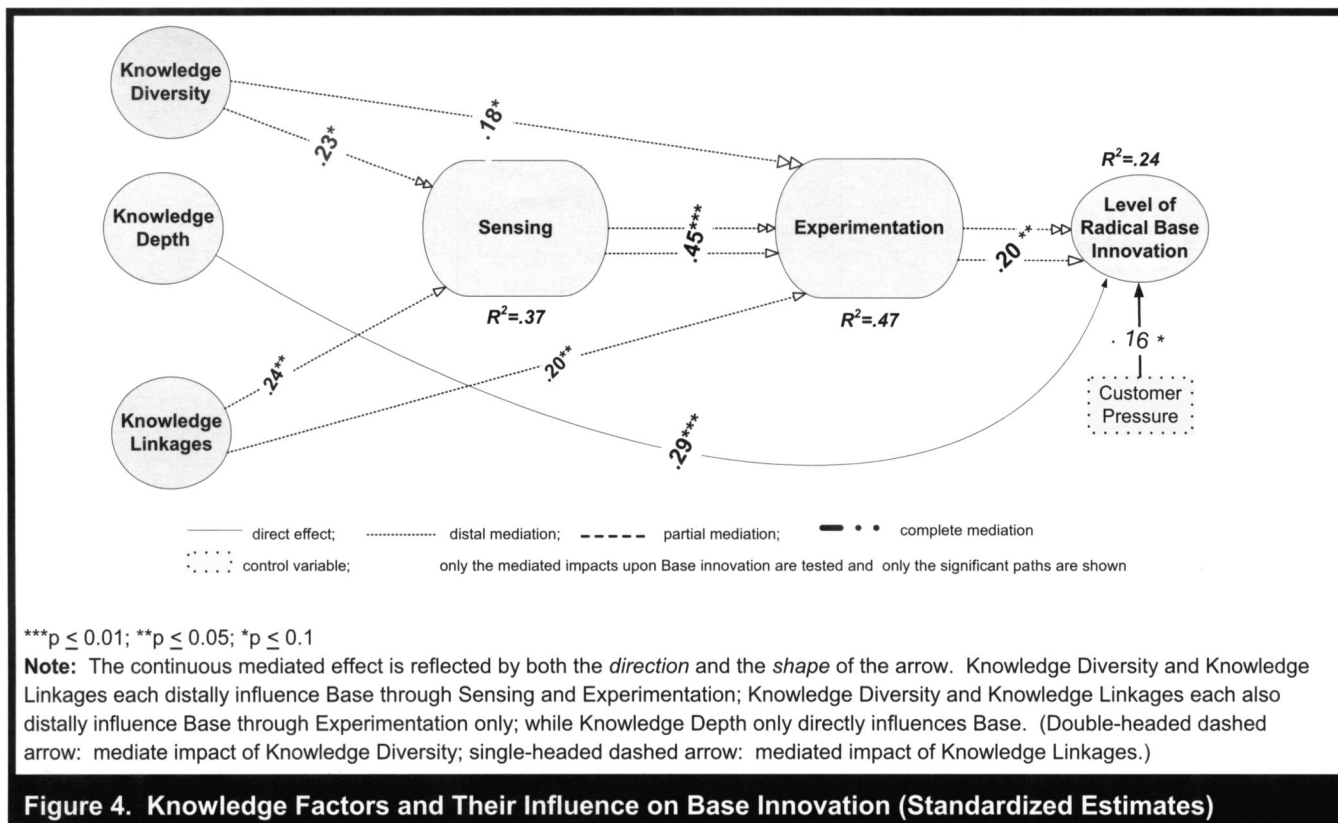 Knowledge
Diversity
.23*
.18*
Knowledge
Depth
Sensing
R²=.37
.45***
Experimentation
R²=.47
.20**
R²=.24
Level of
Radical Base
Innovation
. 16 *
Customer
Pressure
Knowledge
Linkages
.24**
.20**
.29***
direct effect; distal mediation; partial mediation; complete mediation
control variable; only the mediated impacts upon Base innovation are tested and only the significant paths are shown
***p ≤ 0.01; **p ≤ 0.05; *p ≤ 0.1
Note: The continuous mediated effect is reflected by both the direction and the shape of the arrow. Knowledge Diversity and Knowledge
Linkages each distally influence Base through Sensing and Experimentation; Knowledge Diversity and Knowledge Linkages each also
distally influence Base through Experimentation only; while Knowledge Depth only directly influences Base. (Double-headed dashed
arrow: mediate impact of Knowledge Diversity; single-headed dashed arrow: mediated impact of Knowledge Linkages.)
Figure 4. Knowledge Factors and Their Influence on Base Innovation (Standardized Estimates)